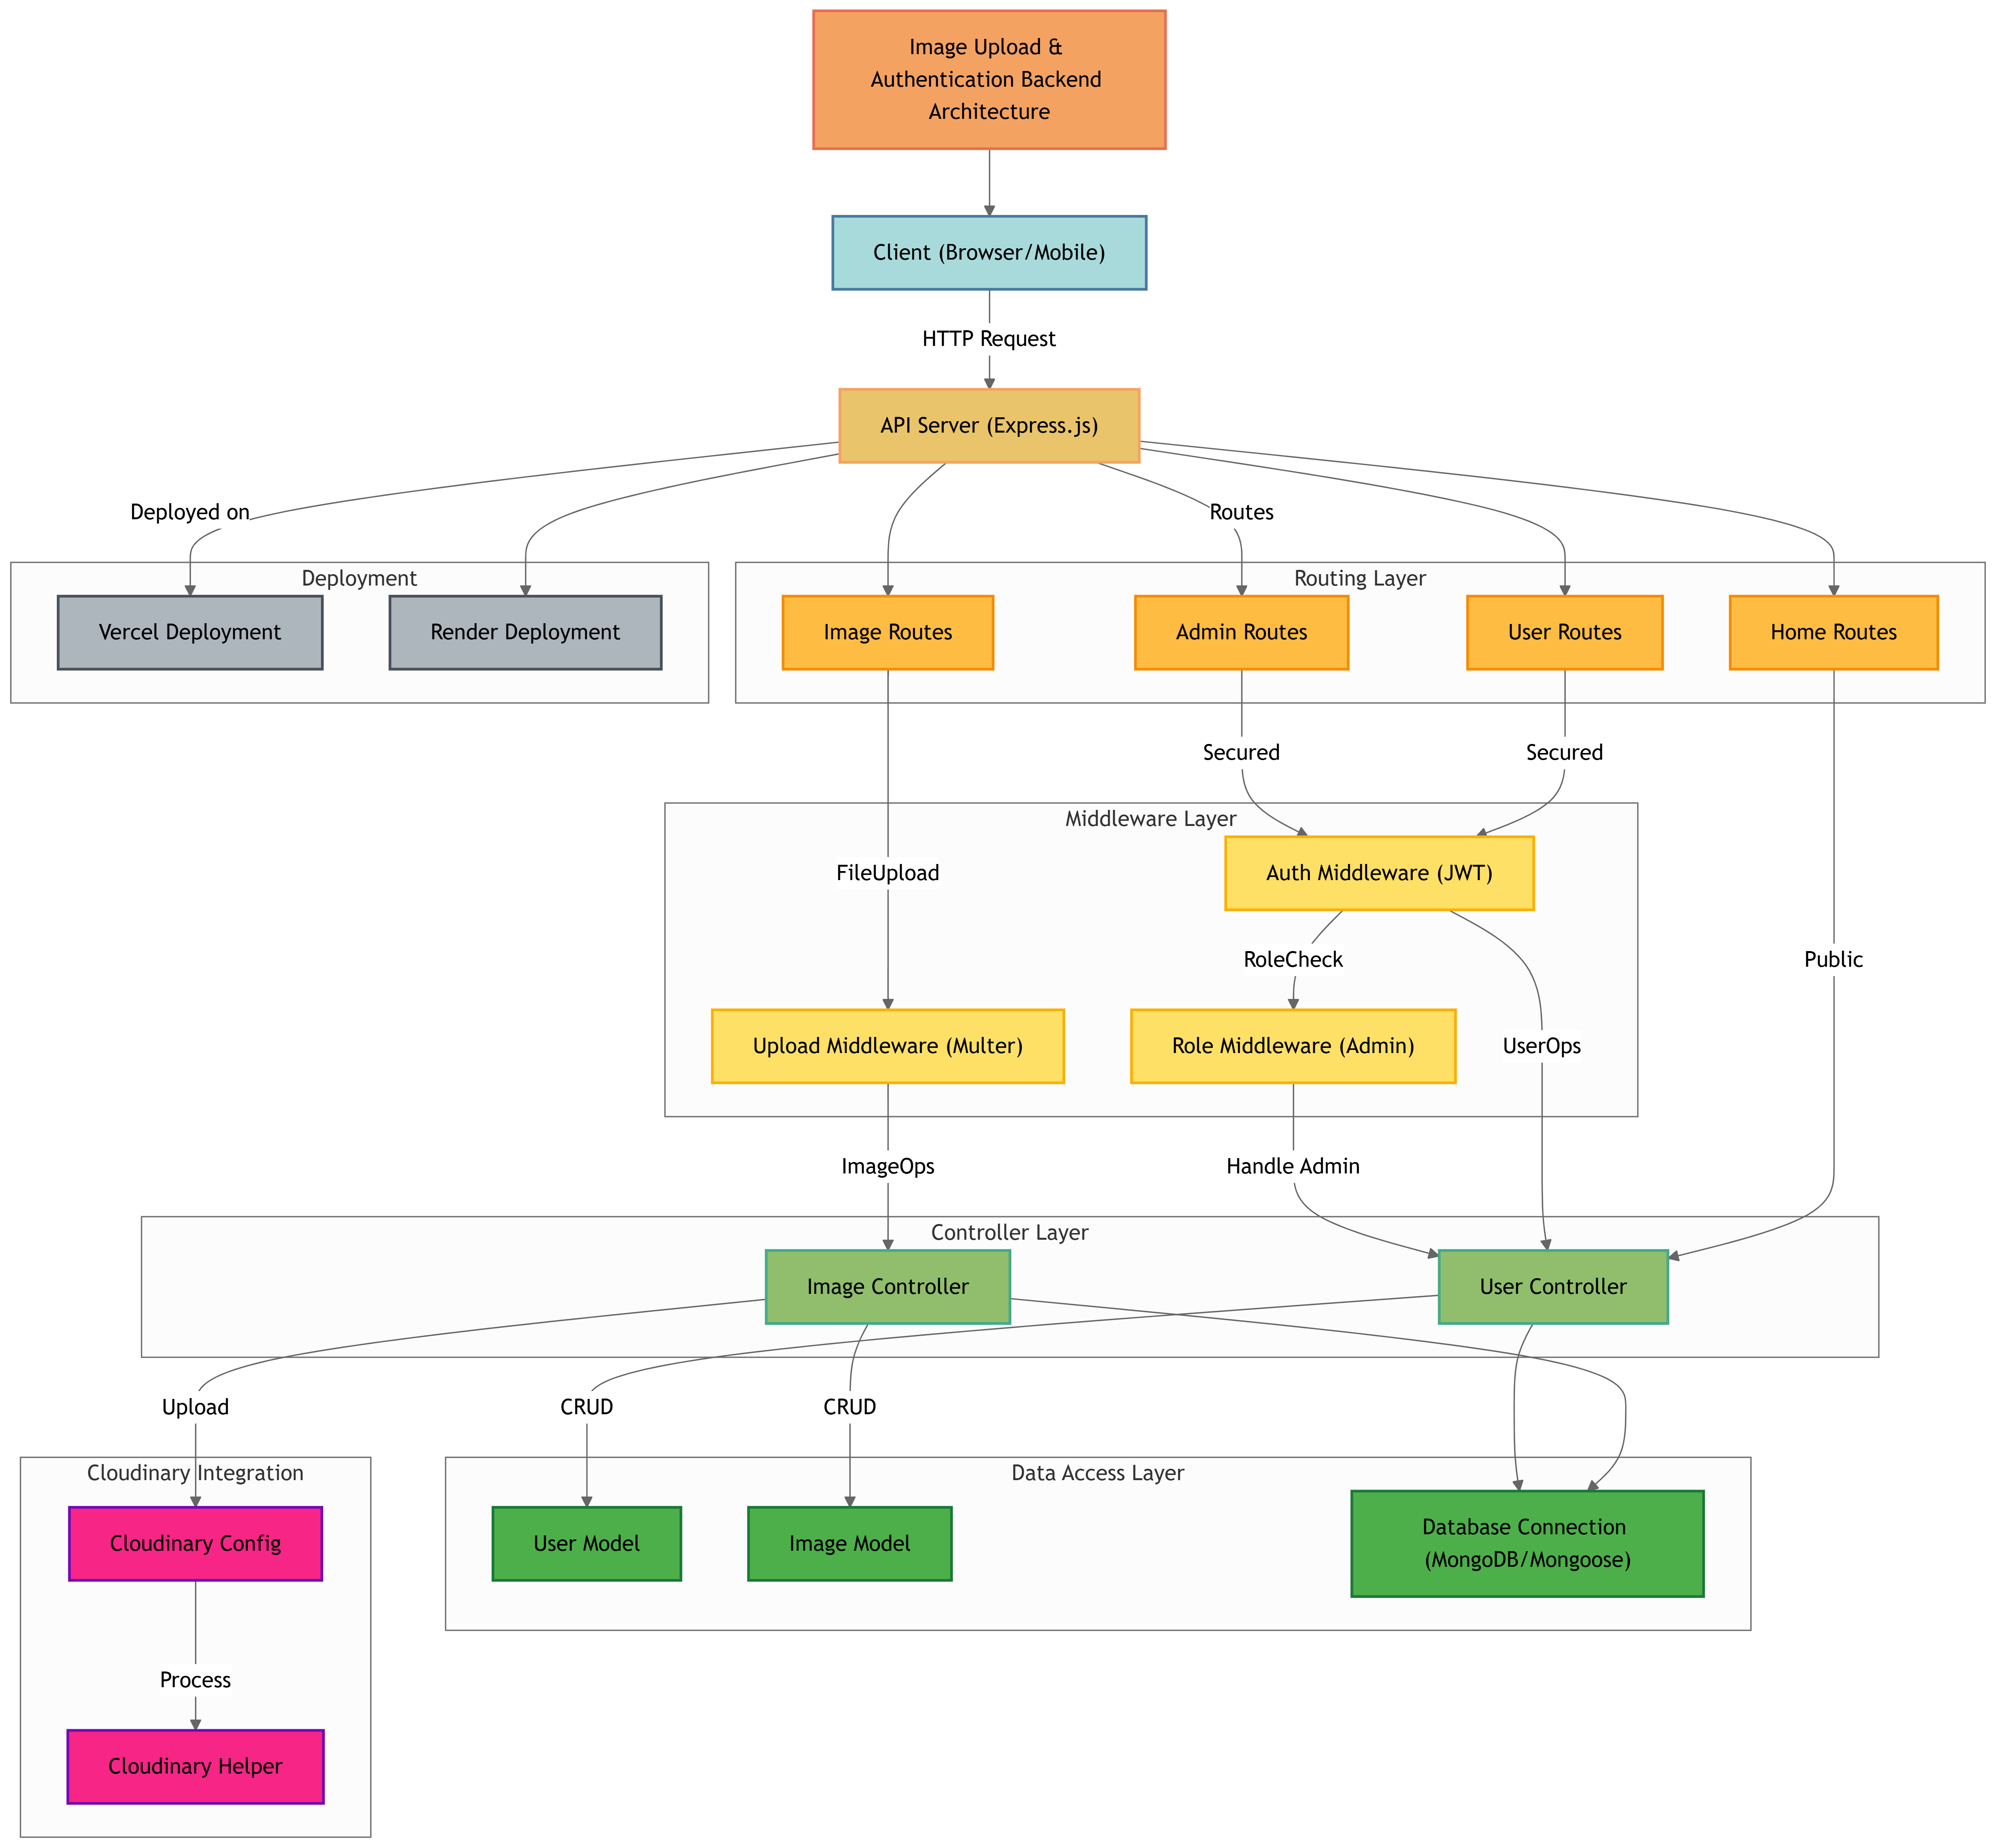 Image Upload &
Authentication Backend
Architecture
Client (Browser/Mobile)
HTTP Request
API Server (Express.js)
Deployed on
Routes
Deployment
Routing Layer
Vercel Deployment
Render Deployment
Image Routes
Admin Routes
User Routes
Home Routes
Secured
Secured
Middleware Layer
FileUpload
Auth Middleware (JWT)
RoleCheck
Public
Upload Middleware (Multer)
Role Middleware (Admin)
UserOps
ImageOps
Handle Admin
Controller Layer
Image Controller
User Controller
Upload
CRUD
CRUD
Cloudinary Integration
Data Access Layer
Cloudinary Config
User Model
Image Model
Database Connection
(MongoDB/Mongoose)
Process
Cloudinary Helper